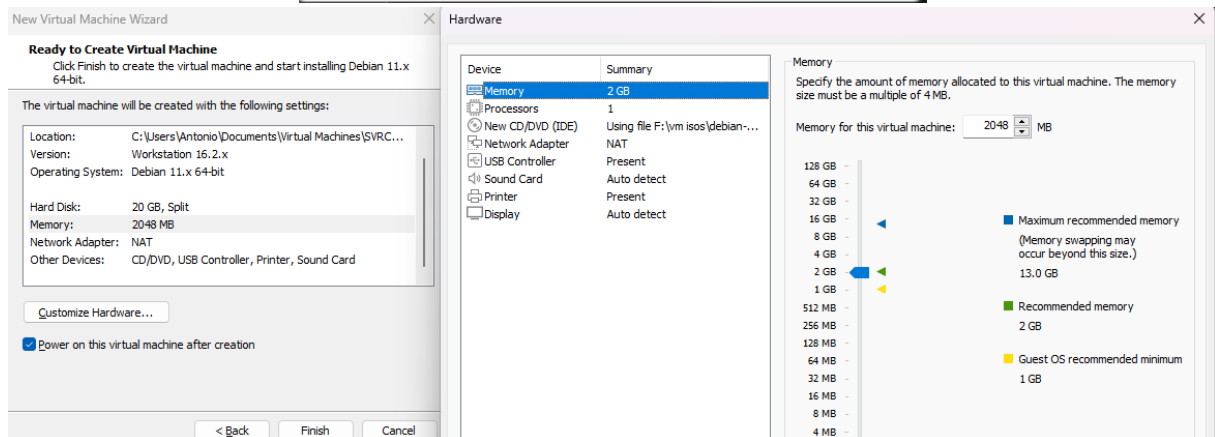 New Virtual Machine Wizard
Ready to Create Virtual Machine
Click Finish to create the virtual machine and start installing Debian 11.x
64-bit.
The virtual machine will be created with the following settings:
Location: C:\Users\Antonio\Documents\Virtual Machines\SVRC...
Version: Workstation 16.2.x
Operating System: Debian 11.x 64-bit
Hard Disk: 20 GB, Split
Memory: 2048 MB
Network Adapter: NAT
Other Devices: CD/DVD, USB Controller, Printer, Sound Card
Customize Hardware...
Power on this virtual machine after creation
< Back Finish Cancel
Hardware
Device Summary
Memory 2 GB
Processors 1
New CD/DVD (IDE) Using file F:\vm isos\debian-...
Network Adapter NAT
USB Controller Present
Sound Card Auto detect
Printer Present
Display Auto detect
Memory
Specify the amount of memory allocated to this virtual machine. The memory
size must be a multiple of 4 MB.
Memory for this virtual machine: 2048 MB
128 GB
64 GB
32 GB
16 GB
8 GB
4 GB
2 GB
1 GB
512 MB
256 MB
128 MB
64 MB
32 MB
16 MB
8 MB
4 MB
Maximum recommended memory
(Memory swapping may
occur beyond this size.)
13.0 GB
Recommended memory
2 GB
Guest OS recommended minimum
1 GB